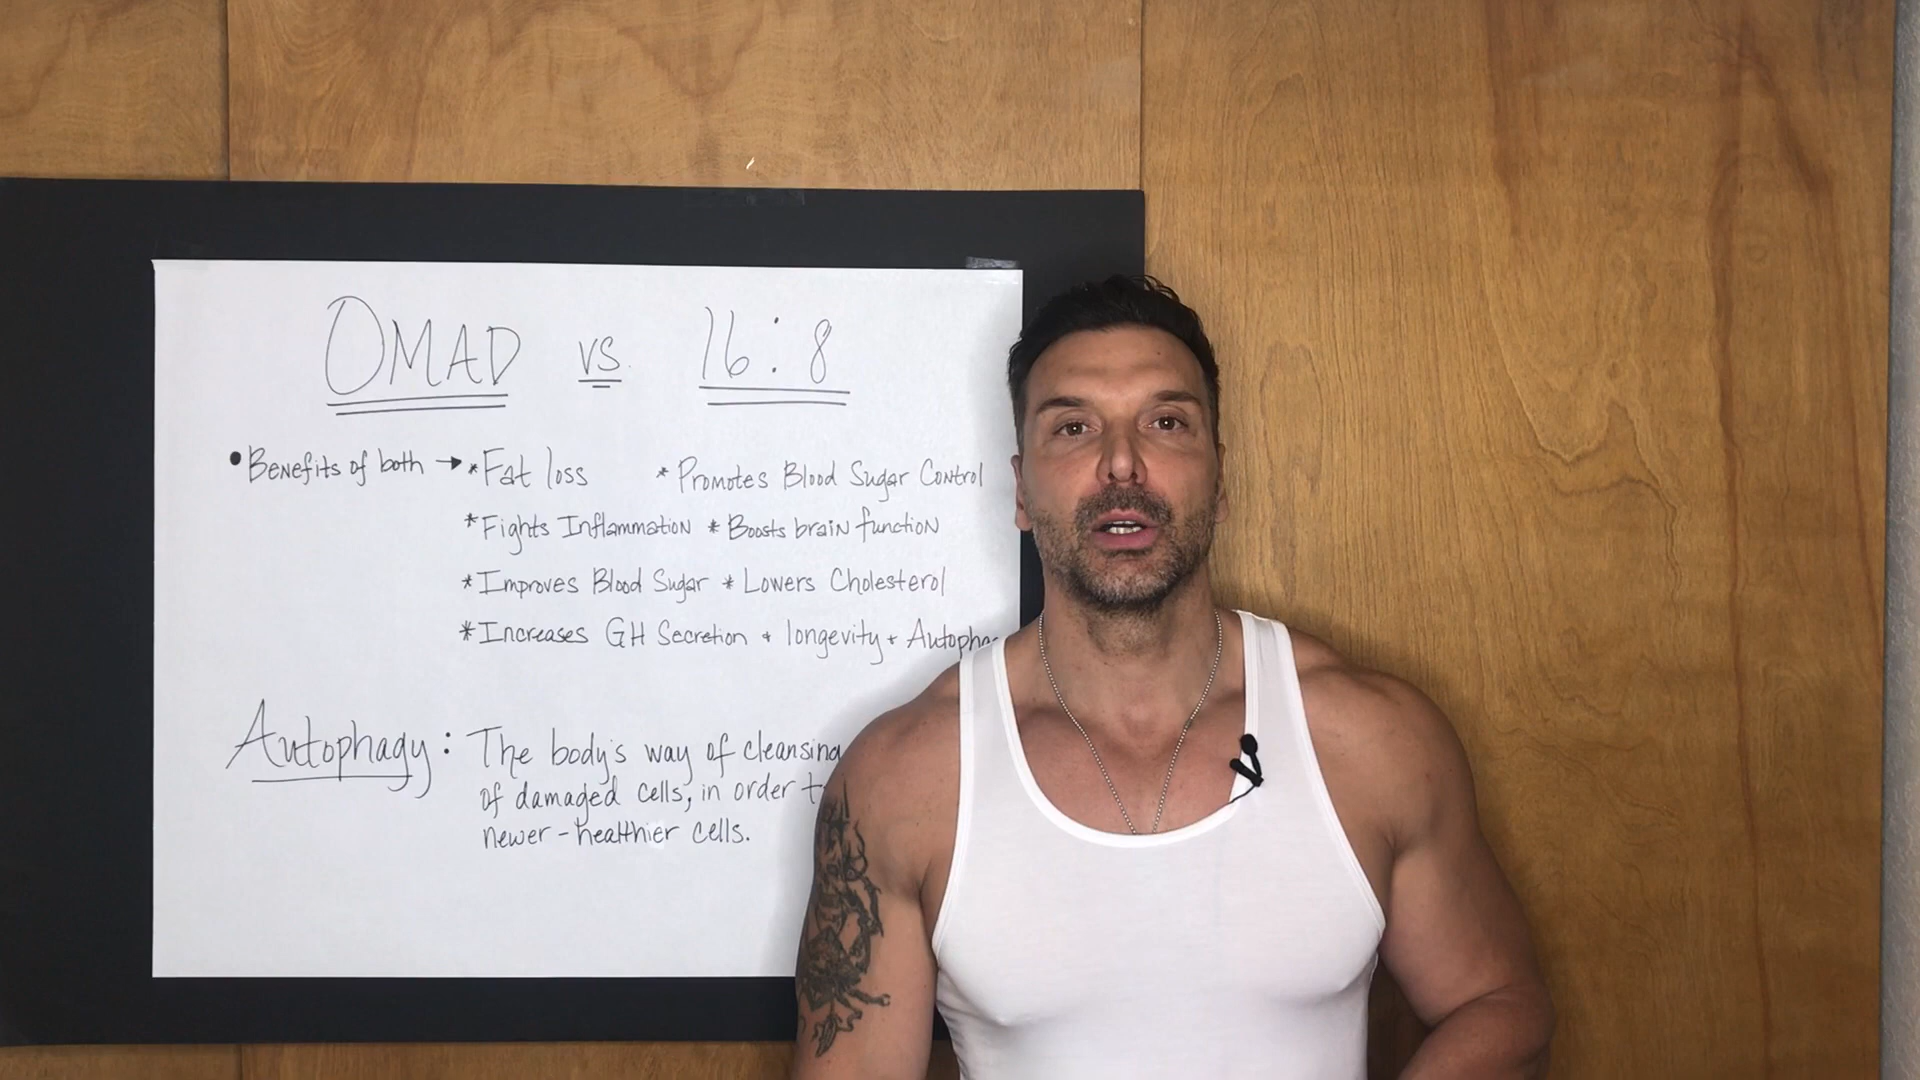 OMAD vs. 16:8
• Benefits of both → * Fat loss * Promotes Blood Sugar Control
* Fights Inflammation * Boosts brain function
* Improves Blood Sugar * Lowers Cholesterol
* Increases GH Secretion + longevity +
Autophagy: The body's way of cleansing
of damaged cells, in order
newer-healthier cells.